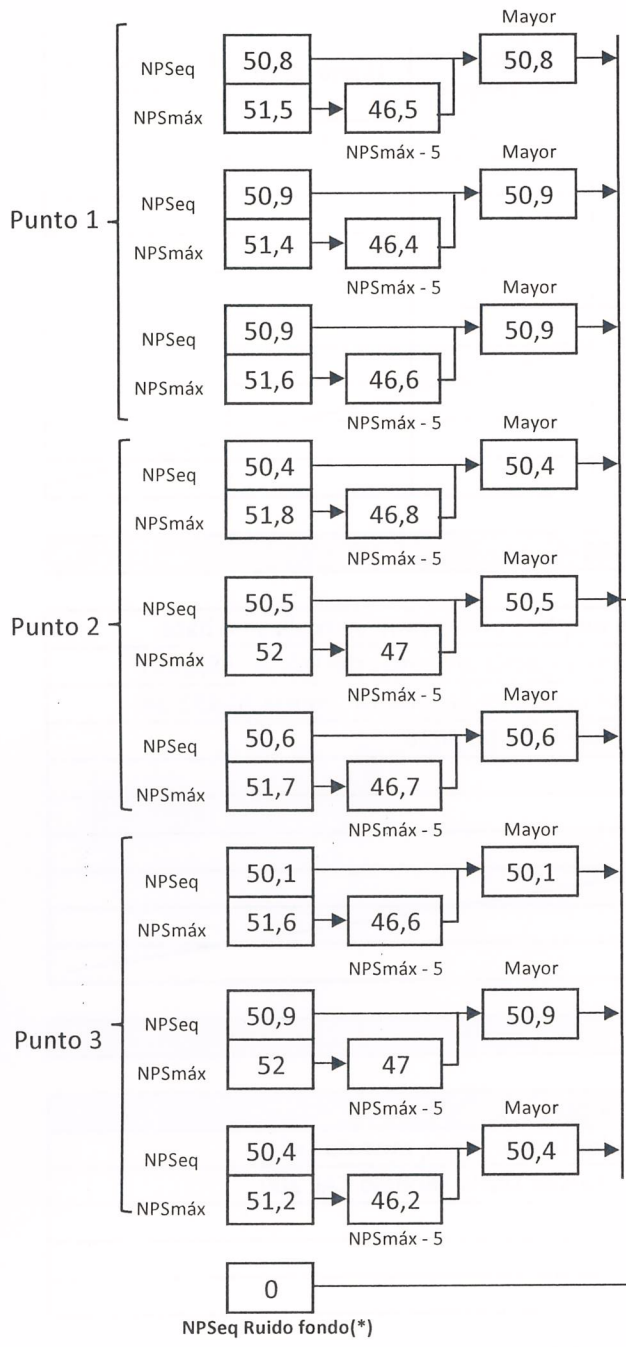 Mayor
NPSeq 50,8 50,8
NPSmáx 51,5 46,5
NPSmáx - 5
Mayor
NPSeq 50,9 50,9
Punto 1
NPSmáx 51,4 46,4
NPSmáx - 5
Mayor
NPSeq 50,9 50,9
NPSmáx 51,6 46,6
NPSmáx - 5
Mayor
NPSeq 50,4 50,4
NPSmáx 51,8 46,8
NPSmáx - 5
Mayor
NPSeq 50,5 50,5
Punto 2
NPSmáx 52 47
NPSmáx - 5
Mayor
NPSeq 50,6 50,6
NPSmáx 51,7 46,7
NPSmáx - 5
Mayor
NPSeq 50,1 50,1
NPSmáx 51,6 46,6
NPSmáx - 5
Mayor
NPSeq 50,9 50,9
Punto 3
NPSmáx 52 47
NPSmáx - 5
Mayor
NPSeq 50,4 50,4
NPSmáx 51,2 46,2
NPSmáx - 5
0
NPSeq Ruido fondo(*)